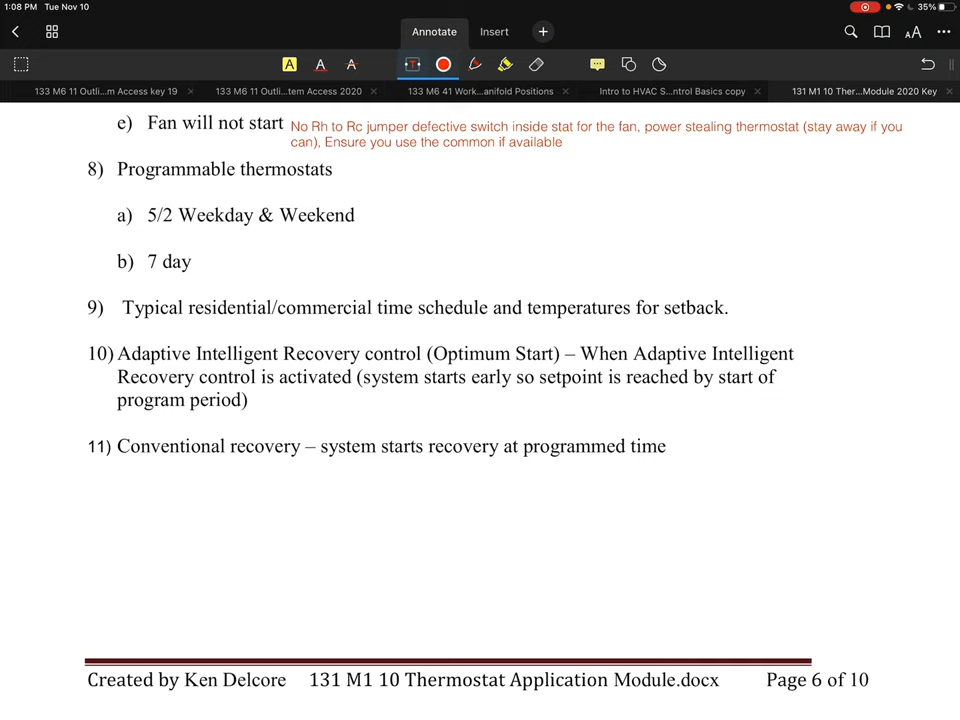 1:08 PM Tue Nov 10
35%
Annotate Insert
AA
A A A T
133 M6 11 Outli...m Access key 19 133 M6 11 Outli...tem Access 2020 133 M6 41 Work...anifold Positions Intro to HVAC S...ntrol Basics copy 131 M1 10 Ther...Module 2020 Key
e) Fan will not start No Rh to Rc jumper defective switch inside stat for the fan, power stealing thermostat (stay away if you
can), Ensure you use the common if available
8) Programmable thermostats
a) 5/2 Weekday & Weekend
b) 7 day
9) Typical residential/commercial time schedule and temperatures for setback.
10) Adaptive Intelligent Recovery control (Optimum Start) – When Adaptive Intelligent
Recovery control is activated (system starts early so setpoint is reached by start of
program period)
11) Conventional recovery – system starts recovery at programmed time
Created by Ken Delcore 131 M1 10 Thermostat Application Module.docx Page 6 of 10